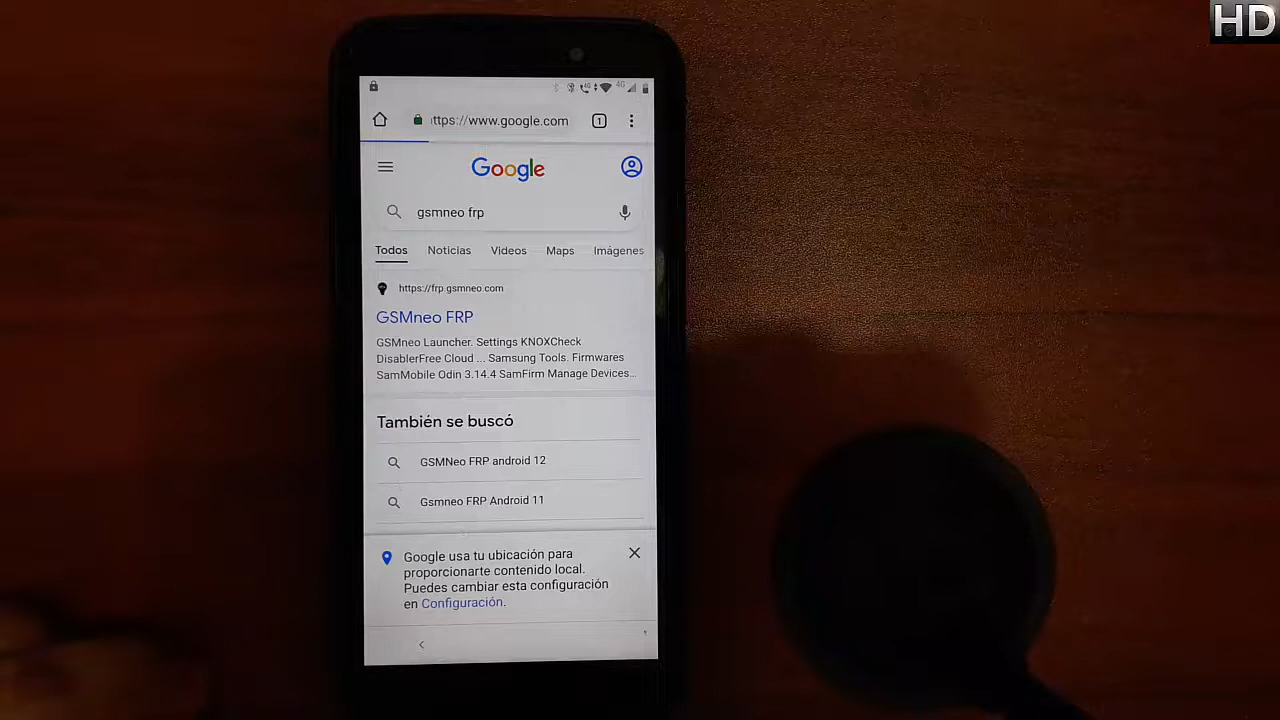 HD
4G
https://www.google.com
1
Google
gsmneo frp
Todos Noticias Videos Maps Imágenes
https://frp.gsmneo.com
GSMneo FRP
GSMneo Launcher. Settings KNOXCheck
DisablerFree Cloud ... Samsung Tools. Firmwares
SamMobile Odin 3.14.4 SamFirm Manage Devices...
También se buscó
GSMNeo FRP android 12
Gsmneo FRP Android 11
Google usa tu ubicación para
proporcionarte contenido local.
Puedes cambiar esta configuración
en Configuración.